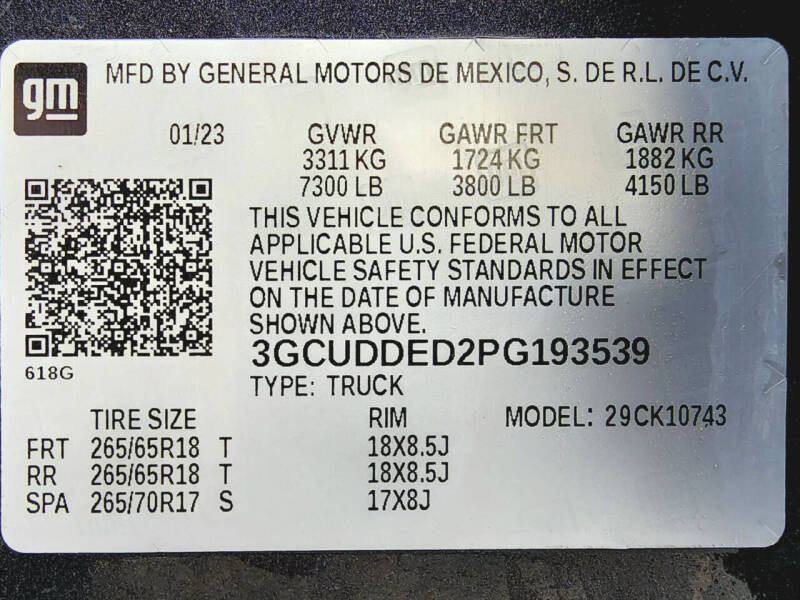 gm
MFD BY GENERAL MOTORS DE MEXICO, S. DE R.L. DE C.V.
01/23 GVWR GAWR FRT GAWR RR
3311 KG 1724 KG 1882 KG
7300 LB 3800 LB 4150 LB
THIS VEHICLE CONFORMS TO ALL
APPLICABLE U.S. FEDERAL MOTOR
VEHICLE SAFETY STANDARDS IN EFFECT
ON THE DATE OF MANUFACTURE
SHOWN ABOVE.
3GCUDDED2PG193539
618G
TYPE: TRUCK
TIRE SIZE RIM MODEL: 29CK10743
FRT 265/65R18 T 18X8.5J
RR 265/65R18 T 18X8.5J
SPA 265/70R17 S 17X8J